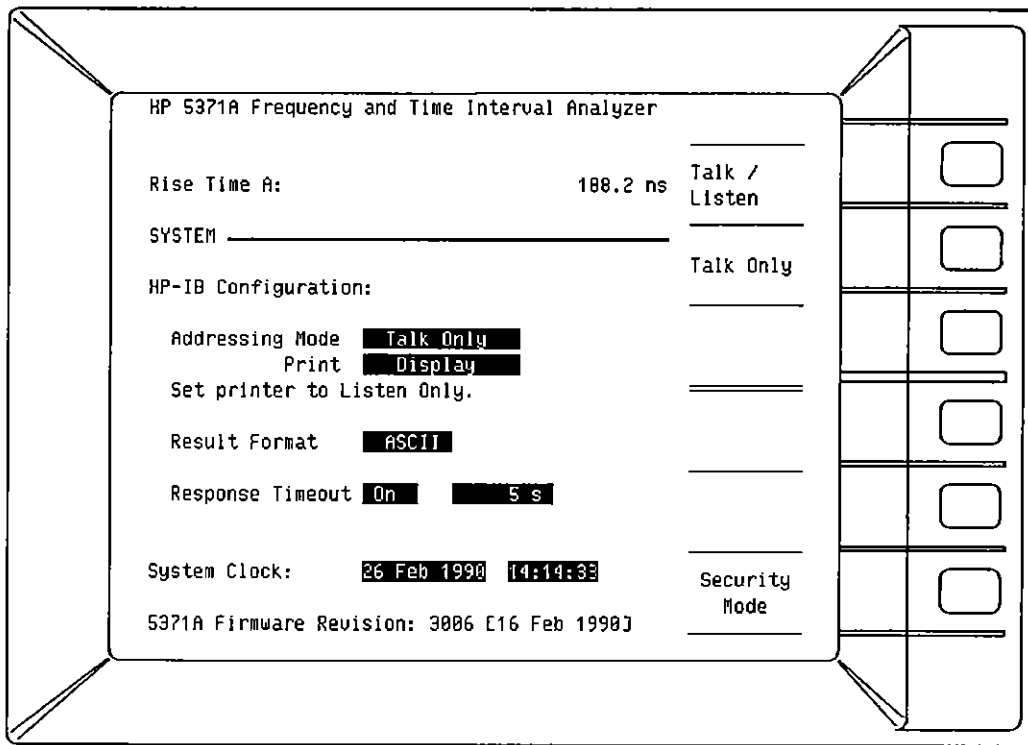 HP 5371A Frequency and Time Interval Analyzer
Rise Time A: 188.2 ns
SYSTEM
HP-IB Configuration:
Addressing Mode Talk Only
Print Display
Set printer to Listen Only.
Result Format ASCII
Response Timeout On 5 s
System Clock: 26 Feb 1990 14:14:33
5371A Firmware Revision: 3006 [16 Feb 1990]
Talk /
Listen
Talk Only
Security
Mode